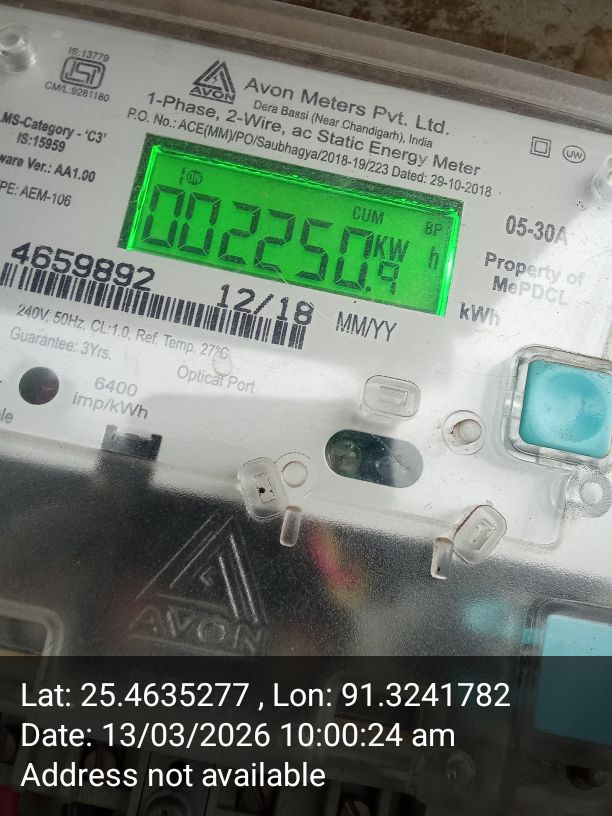 IS:13779
CM/L.9281180
AVON
Avon Meters Pvt. Ltd.
Dera Bassi (Near Chandigarh), India
1-Phase, 2-Wire, ac Static Energy Meter
P.O. No.: ACE(MM)/PO/Saubhagya/2018-19/223 Dated: 29-10-2018
MS-Category - 'C3'
IS:15959
ware Ver.: AA1.00
PE: AEM-106
UW
ON
CUM
BP
002250.9
KW
h
05-30A
Property of
MePDCL
kWh
4659892
12/18
MM/YY
240V, 50Hz, CL:1.0, Ref. Temp. 27°C
Guarantee: 3Yrs.
Optical Port
6400
imp/kWh
AVON
Lat: 25.4635277 , Lon: 91.3241782
Date: 13/03/2026 10:00:24 am
Address not available